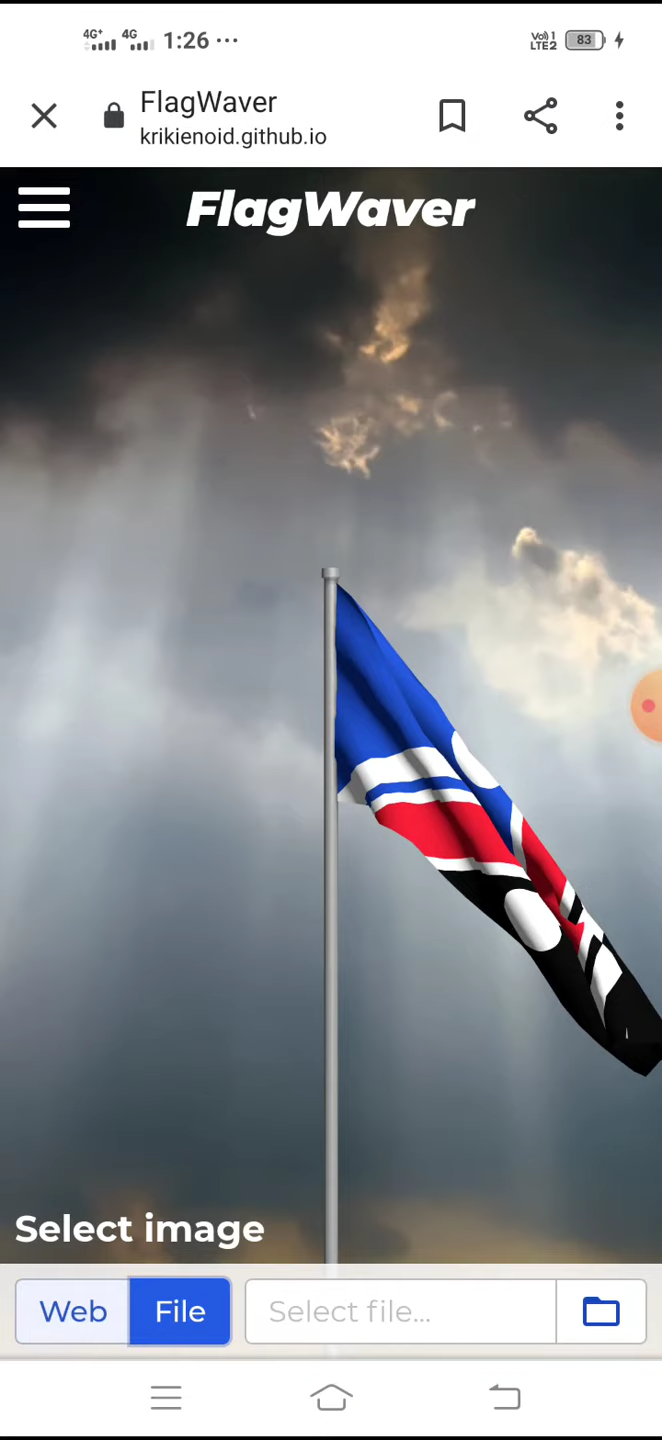 4G+ 4G 1:26 ... Vo)) 1 LTE2 83
FlagWaver
krikienoid.github.io
FlagWaver
Select image
Web File Select file...